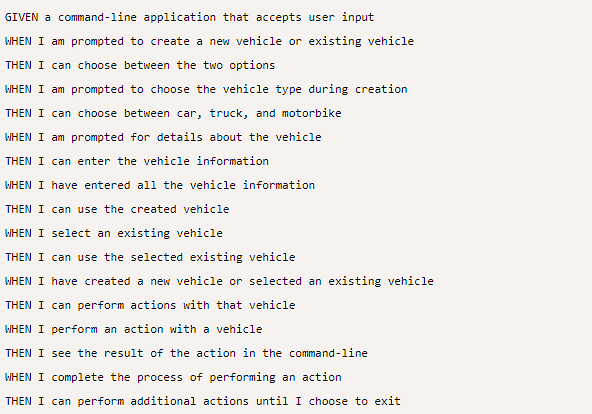 GIVEN a command-line application that accepts user input
WHEN I am prompted to create a new vehicle or existing vehicle
THEN I can choose between the two options
WHEN I am prompted to choose the vehicle type during creation
THEN I can choose between car, truck, and motorbike
WHEN I am prompted for details about the vehicle
THEN I can enter the vehicle information
WHEN I have entered all the vehicle information
THEN I can use the created vehicle
WHEN I select an existing vehicle
THEN I can use the selected existing vehicle
WHEN I have created a new vehicle or selected an existing vehicle
THEN I can perform actions with that vehicle
WHEN I perform an action with a vehicle
THEN I see the result of the action in the command-line
WHEN I complete the process of performing an action
THEN I can perform additional actions until I choose to exit